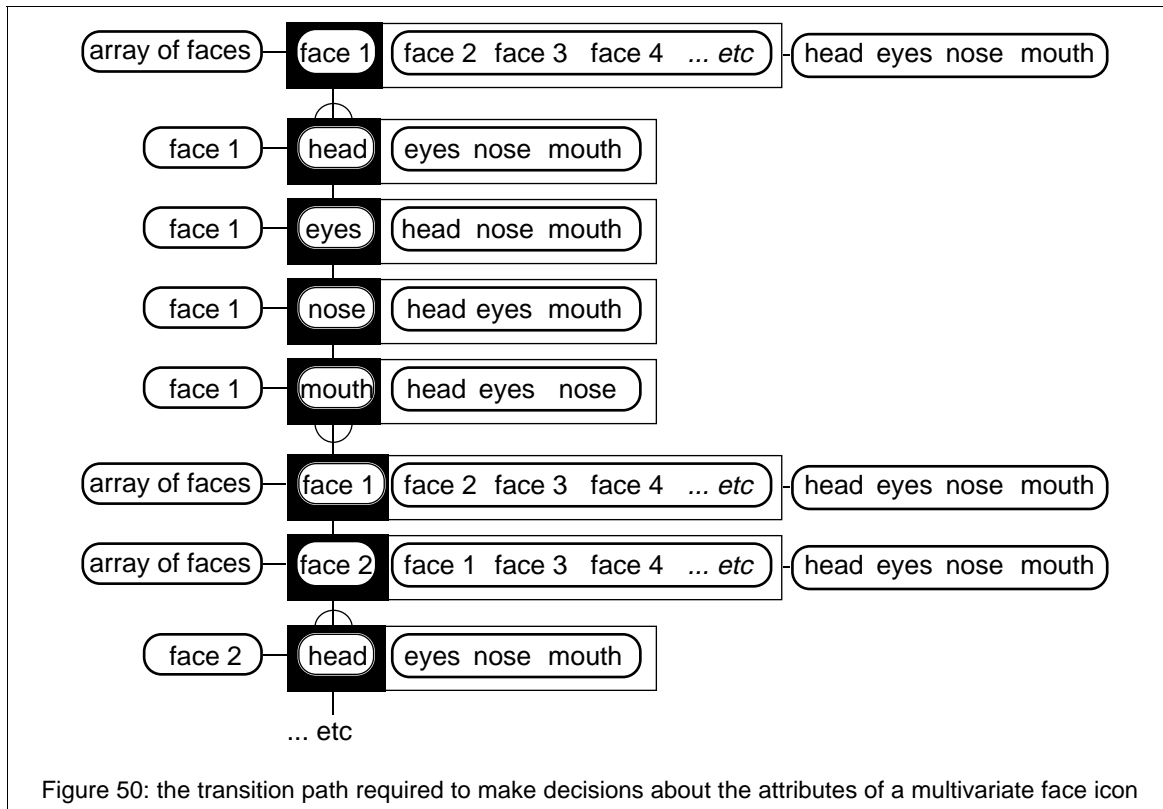 array of faces face 1 face 2 face 3 face 4 ... etc head eyes nose mouth
face 1 head eyes nose mouth
face 1 eyes head nose mouth
face 1 nose head eyes mouth
face 1 mouth head eyes nose
array of faces face 1 face 2 face 3 face 4 ... etc head eyes nose mouth
array of faces face 2 face 1 face 3 face 4 ... etc head eyes nose mouth
face 2 head eyes nose mouth
... etc
Figure 50: the transition path required to make decisions about the attributes of a multivariate face icon